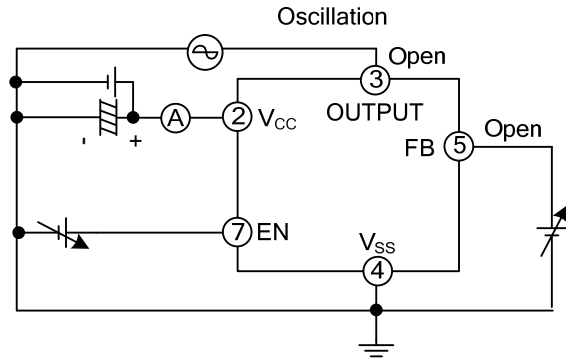 Oscillation
Open
3
OUTPUT
A
2
VCC
- +
FB
5
Open
7
EN
VSS
4